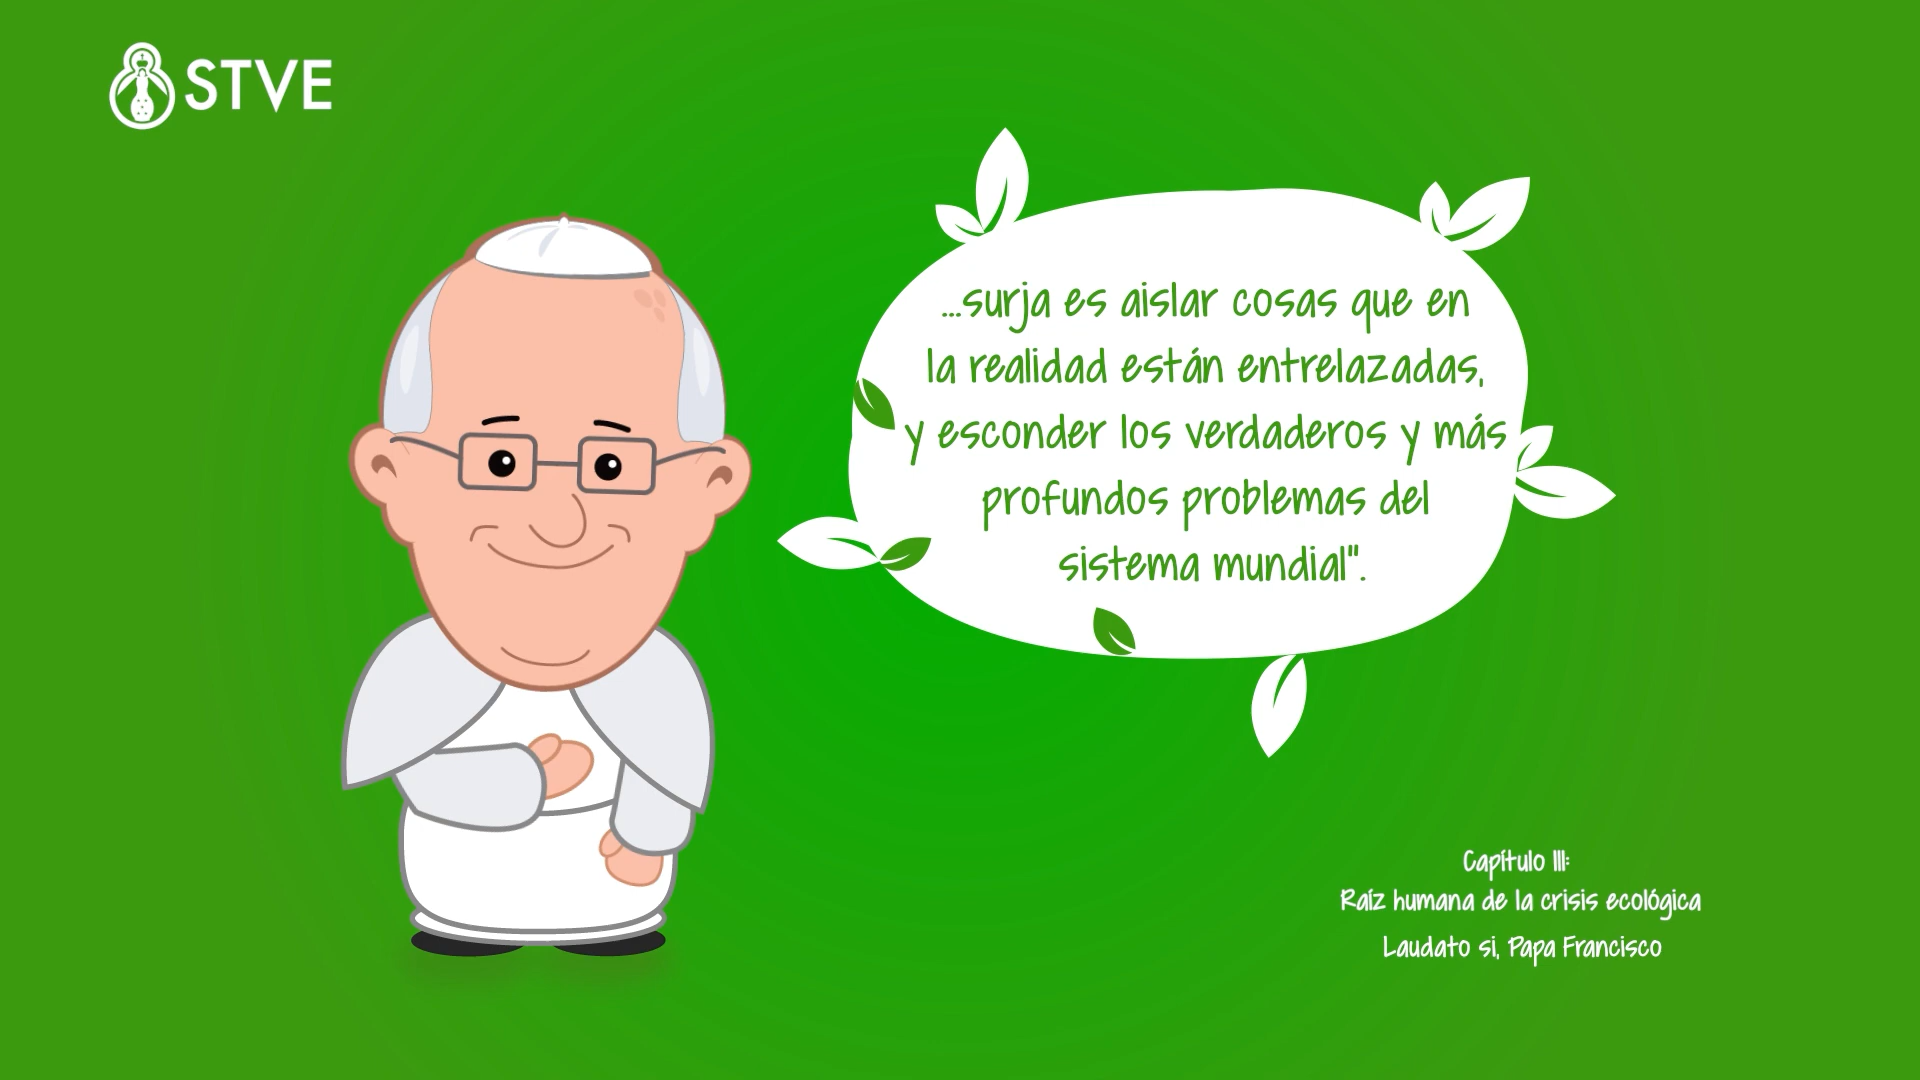 STVE
...surja es aislar cosas que en
la realidad están entrelazadas,
y esconder los verdaderos y más
profundos problemas del
sistema mundial".
Capítulo III:
Raíz humana de la crisis ecológica
Laudato si, Papa Francisco